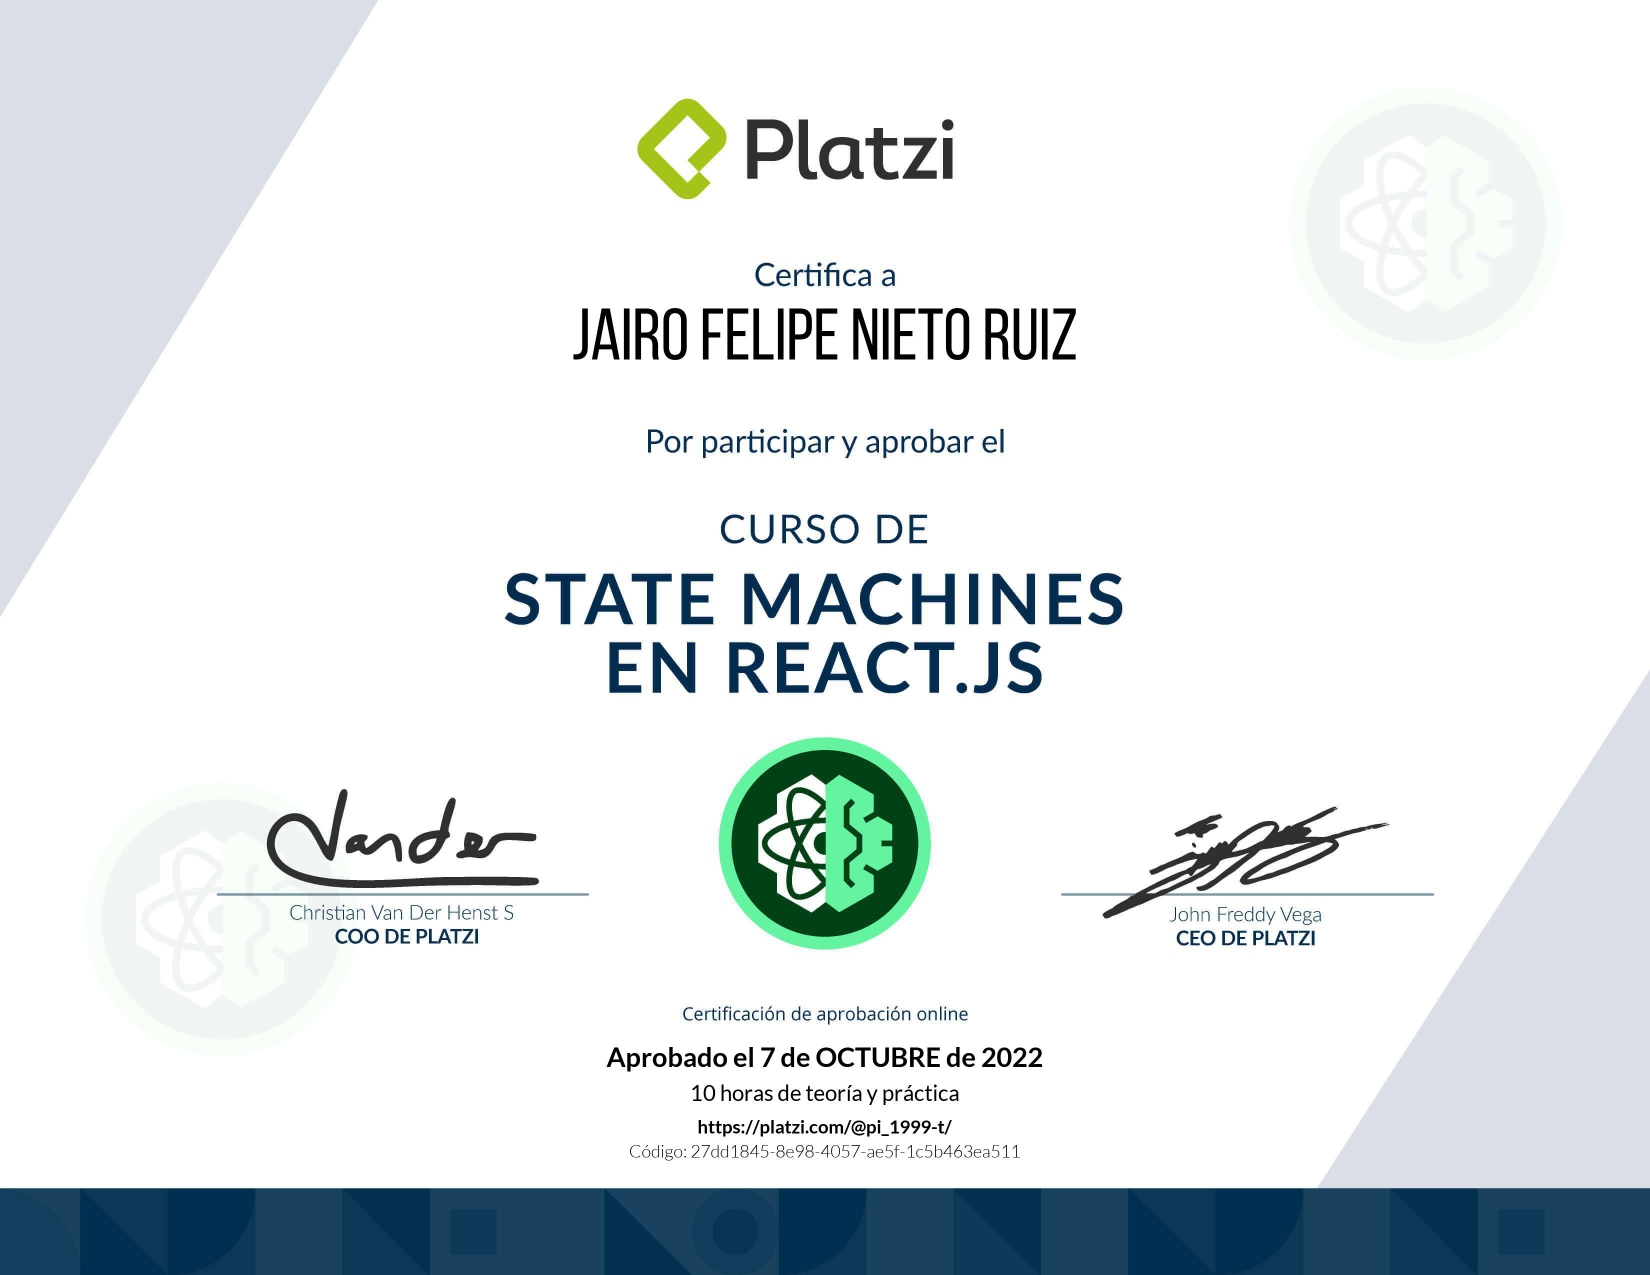 Platzi
Certifica a
JAIRO FELIPE NIETO RUIZ
Por participar y aprobar el
CURSO DE
STATE MACHINES
EN REACT.JS
Vander
Christian Van Der Henst S
COO DE PLATZI
John Freddy Vega
CEO DE PLATZI
Certificación de aprobación online
Aprobado el 7 de OCTUBRE de 2022
10 horas de teoría y práctica
https://platzi.com/@pi_1999-t/
Código: 27dd1845-8e98-4057-ae5f-1c5b463ea511